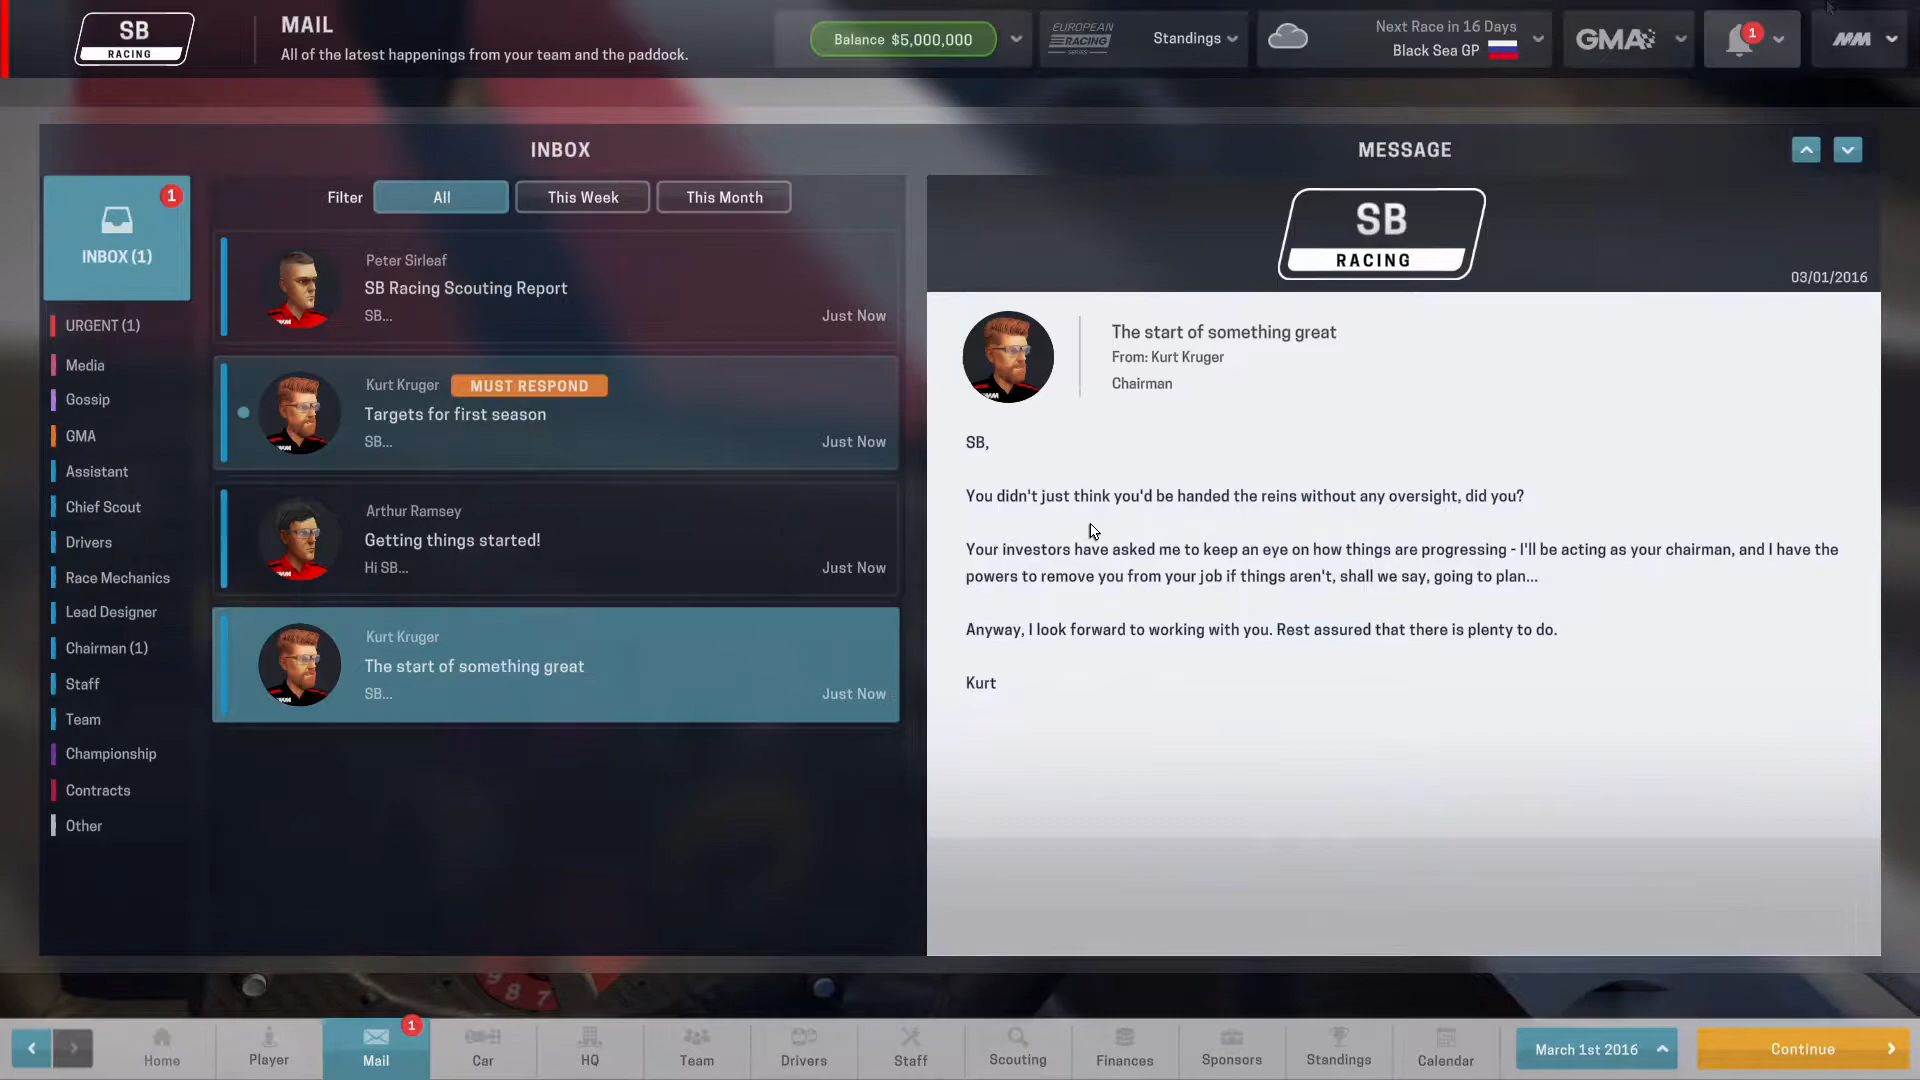 SB
RACING
MAIL
All of the latest happenings from your team and the paddock.
Balance $5,000,000
EUROPEAN
RACING
SERIES
Standings
Next Race in 16 Days
Black Sea GP
GMA
1
INBOX
MESSAGE
1
INBOX (1)
Filter
All
This Week
This Month
URGENT (1)
Media
Gossip
GMA
Assistant
Chief Scout
Drivers
Race Mechanics
Lead Designer
Chairman (1)
Staff
Team
Championship
Contracts
Other
Peter Sirleaf
SB Racing Scouting Report
SB...
Just Now
Kurt Kruger
MUST RESPOND
Targets for first season
SB...
Just Now
Arthur Ramsey
Getting things started!
Hi SB...
Just Now
Kurt Kruger
The start of something great
SB...
Just Now
SB
RACING
03/01/2016
The start of something great
From: Kurt Kruger
Chairman
SB,
You didn't just think you'd be handed the reins without any oversight, did you?
Your investors have asked me to keep an eye on how things are progressing - I'll be acting as your chairman, and I have the
powers to remove you from your job if things aren't, shall we say, going to plan...
Anyway, I look forward to working with you. Rest assured that there is plenty to do.
Kurt
9 8 7
Home
Player
Mail
1
Car
HQ
Team
Drivers
Staff
Scouting
Finances
Sponsors
Standings
Calendar
March 1st 2016
Continue